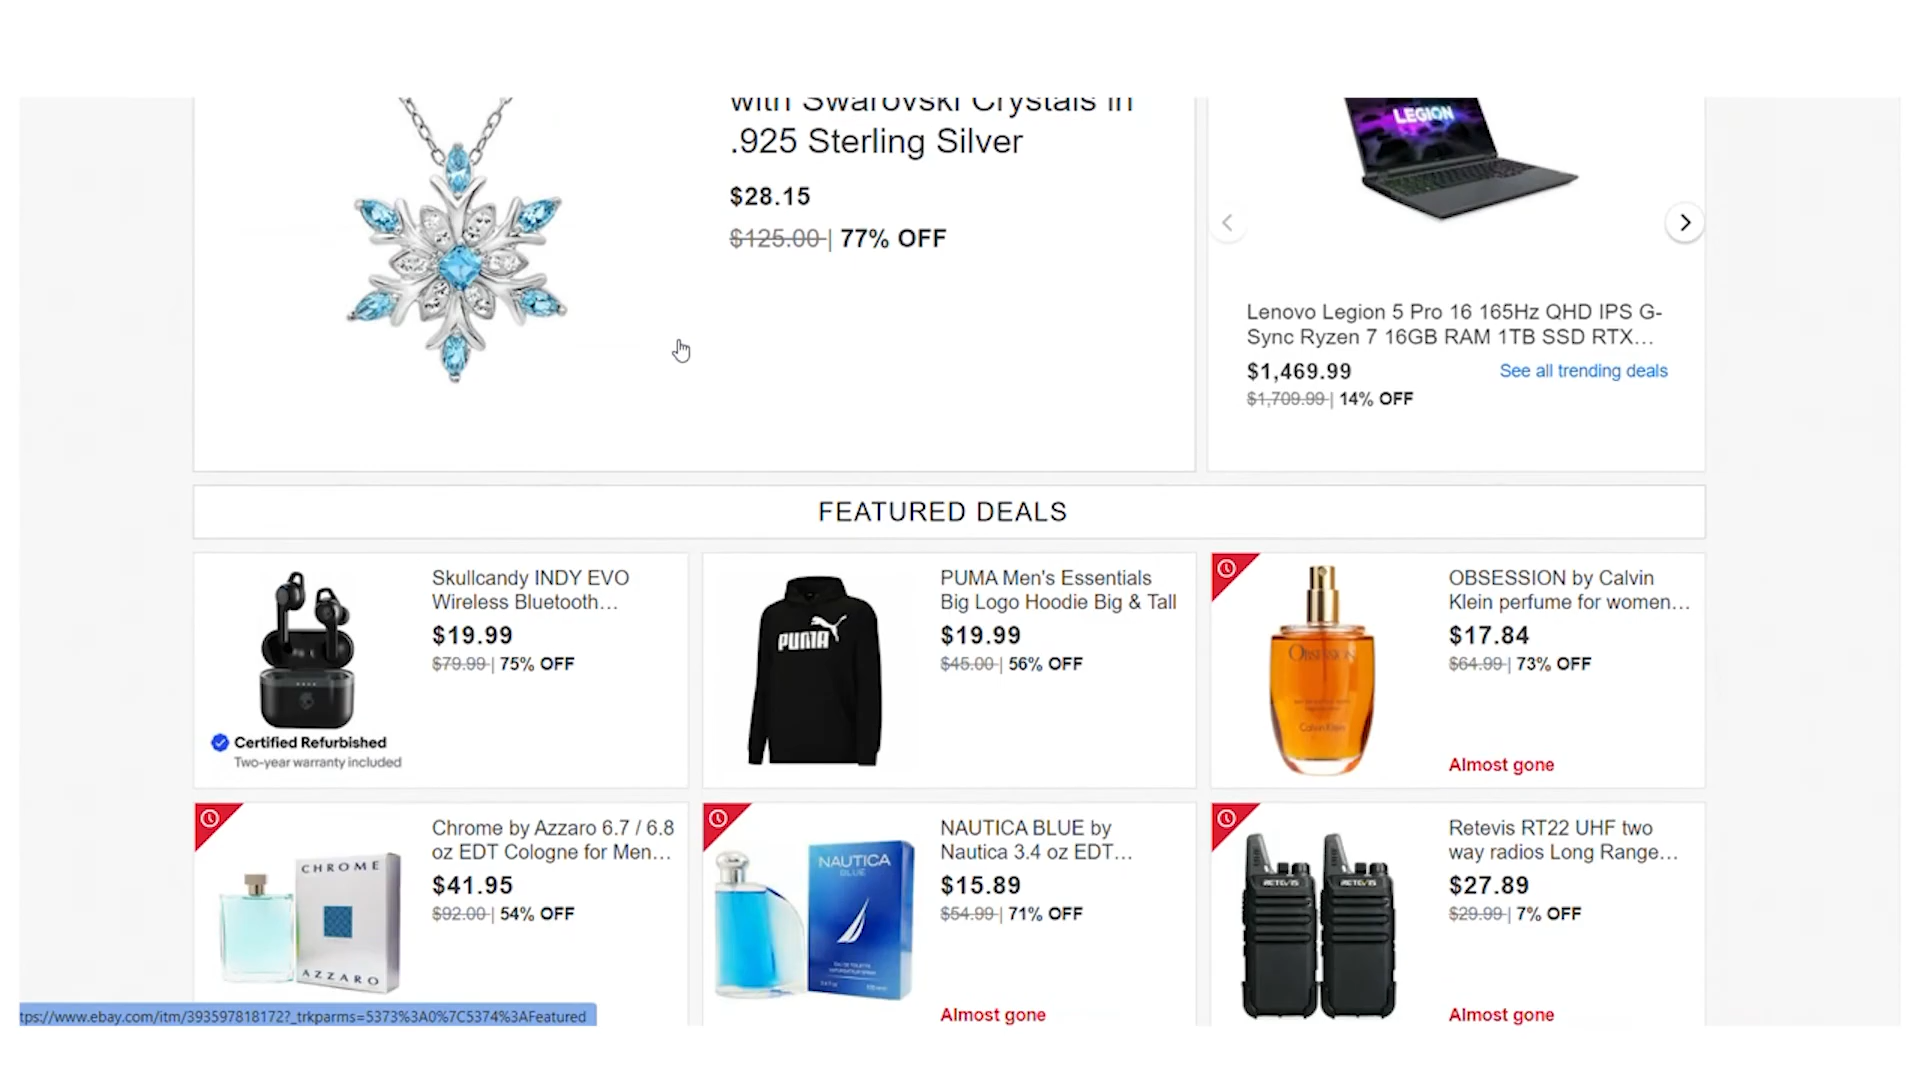 with Swarovski Crystals in
.925 Sterling Silver
$28.15
$125.00 | 77% OFF
LEGION
Lenovo Legion 5 Pro 16 165Hz QHD IPS G-
Sync Ryzen 7 16GB RAM 1TB SSD RTX...
$1,469.99
See all trending deals
$1,709.99 | 14% OFF
FEATURED DEALS
Skullcandy INDY EVO
Wireless Bluetooth...
$19.99
$79.99 | 75% OFF
Certified Refurbished
Two-year warranty included
PUMA
PUMA Men's Essentials
Big Logo Hoodie Big & Tall
$19.99
$45.00 | 56% OFF
OBSESSION
Calvin Klein
OBSESSION by Calvin
Klein perfume for women...
$17.84
$64.99 | 73% OFF
Almost gone
CHROME
AZZARO
Chrome by Azzaro 6.7 / 6.8
oz EDT Cologne for Men...
$41.95
$92.00 | 54% OFF
NAUTICA
BLUE
NAUTICA BLUE by
Nautica 3.4 oz EDT...
$15.89
$54.99 | 71% OFF
Almost gone
RETEVIS
RETEVIS
Retevis RT22 UHF two
way radios Long Range...
$27.89
$29.99 | 7% OFF
Almost gone
tps://www.ebay.com/itm/393597818172?_trkparms=5373%3A0%7C5374%3AFeatured